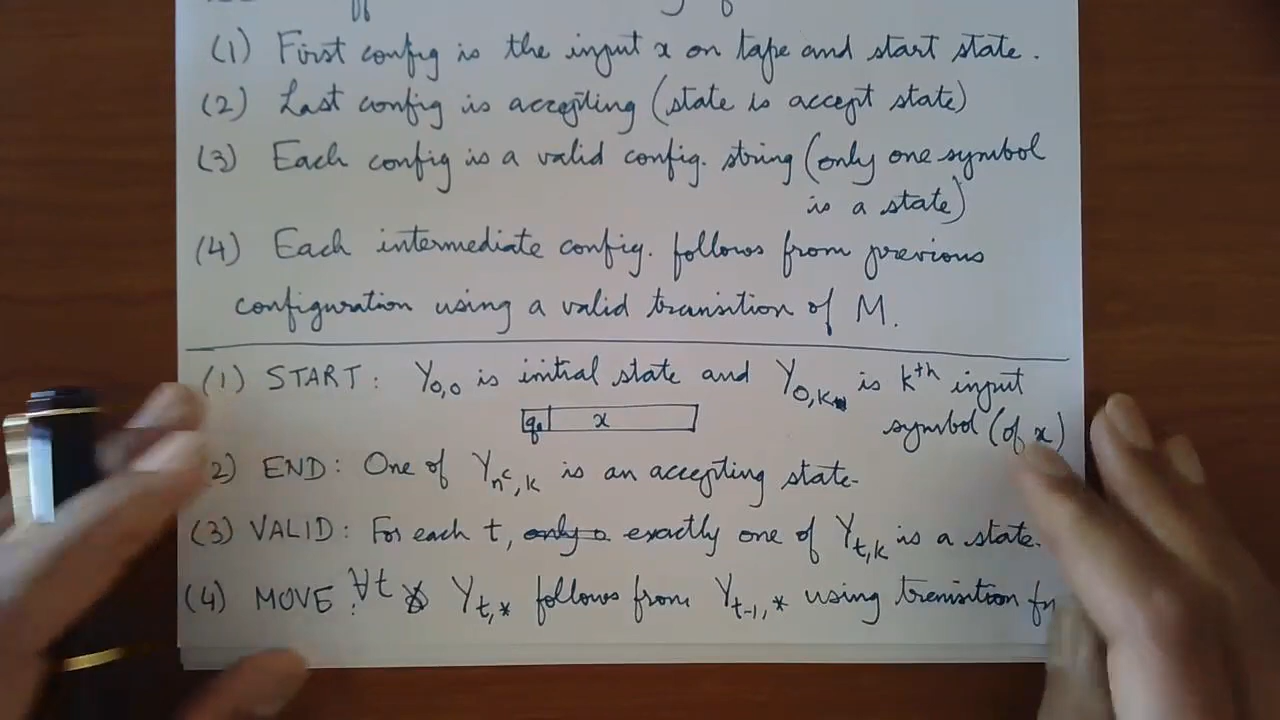 (1) First config is the input x on tape and start state.
(2) Last config is accepting (state is accept state)
(3) Each config is a valid config. string (only one symbol
is a state)
(4) Each intermediate config. follows from previous
configuration using a valid transition of M.
(1) START: Y0,0 is initial state and Y0,k is kth input
symbol (of x)
q0 x
2) END: One of Ync,k is an accepting state.
(3) VALID: For each t, only a exactly one of Yt,k is a state.
(4) MOVE: ∀t Yt,* follows from Yt-1,* using trenisition fn